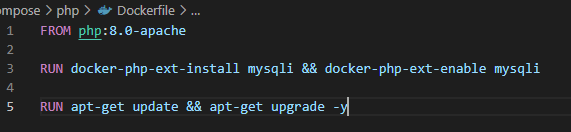 ompose > php > Dockerfile > ...
1 FROM php:8.0-apache
2
3 RUN docker-php-ext-install mysqli && docker-php-ext-enable mysqli
4
5 RUN apt-get update && apt-get upgrade -y